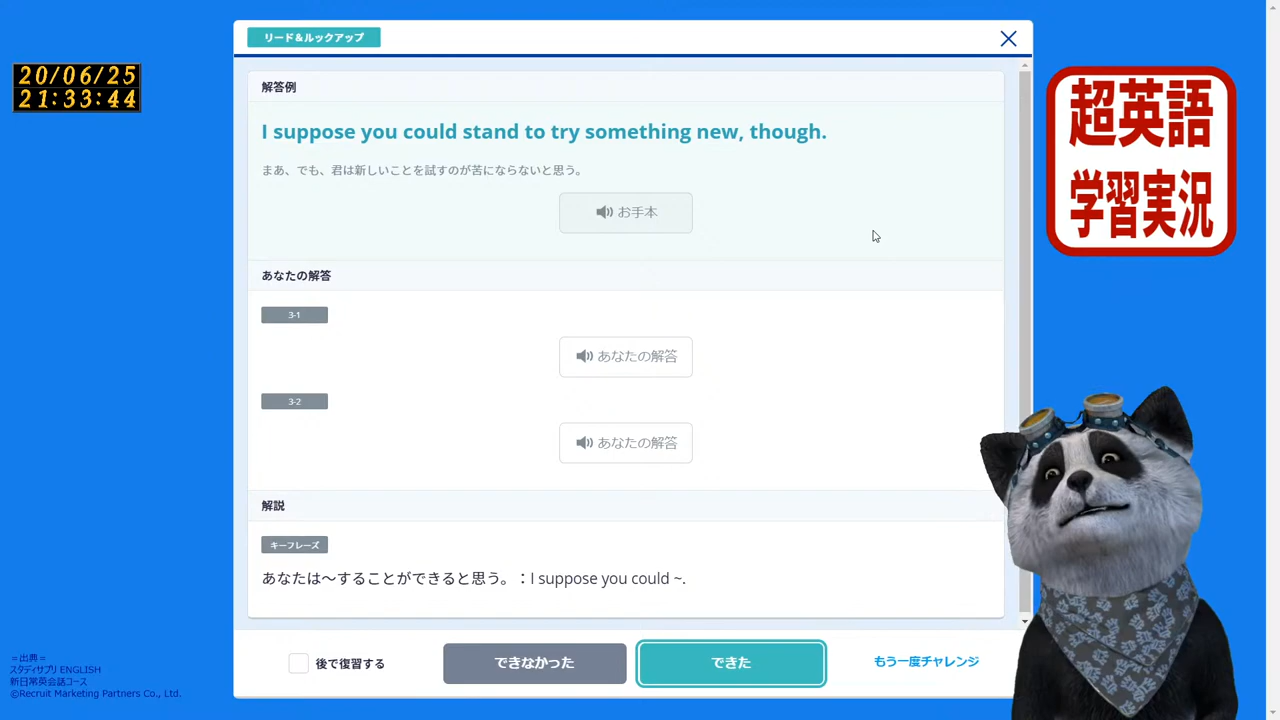 リード＆ルックアップ
20/06/25
21:33:44
解答例
I suppose you could stand to try something new, though.
まあ、でも、君は新しいことを試すのが苦にならないと思う。
お手本
超英語
学習実況
あなたの解答
3-1
あなたの解答
3-2
あなたの解答
解説
キーフレーズ
あなたは～することができると思う。：I suppose you could ~.
後で復習する
できなかった
できた
もう一度チャレンジ
＝出典＝
スタディサプリ ENGLISH
新日常英会話コース
©Recruit Marketing Partners Co., Ltd.